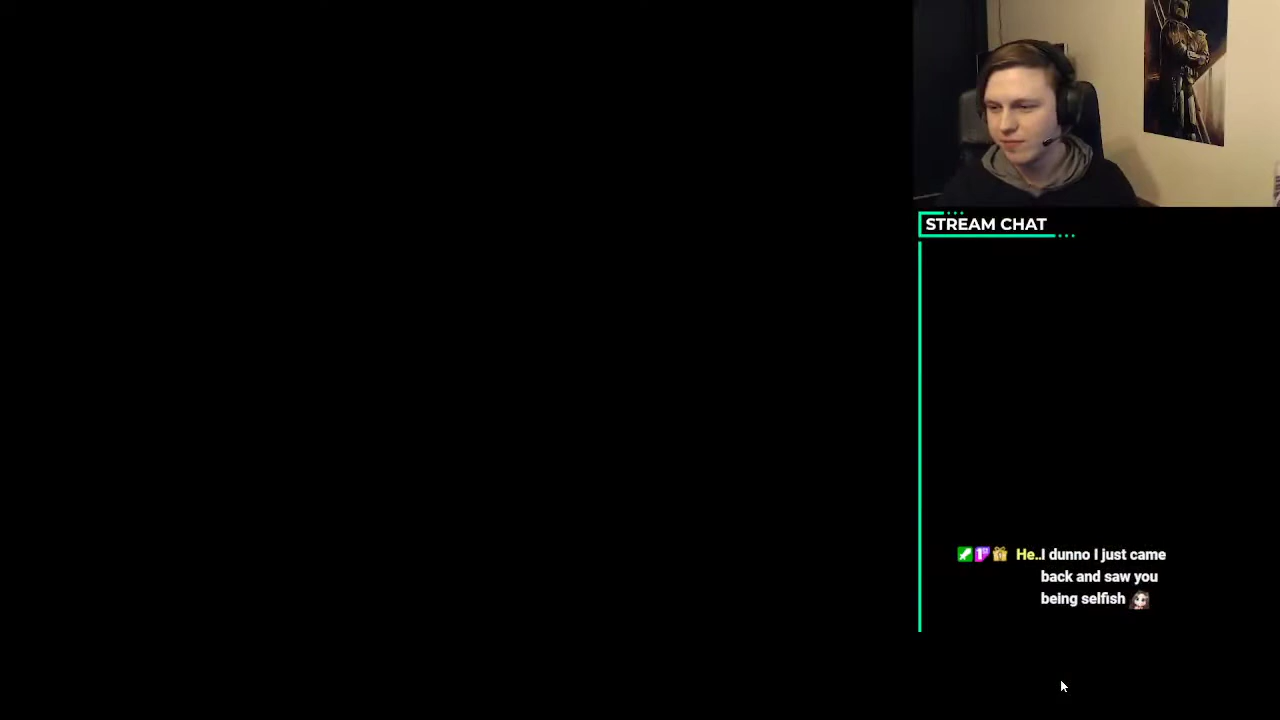 STREAM CHAT
He..I dunno I just came
back and saw you
being selfish